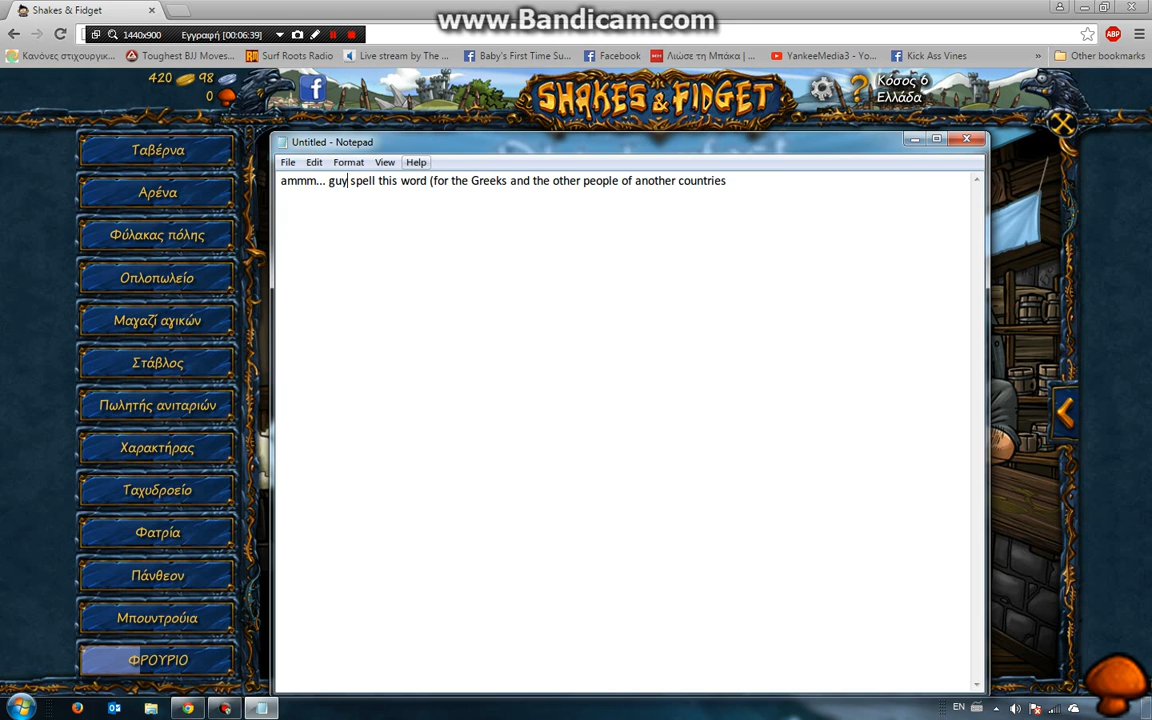 www.Bandicam.com
Shakes & Fidget
1440x900 Εγγραφή [00:06:39]
ABP
Κανόνες στιχουργικ... Toughest BJJ Moves... Surf Roots Radio Live stream by The ... Baby's First Time Su... Facebook Λιώσε τη Μπάκα | ... YankeeMedia3 - Yo... Kick Ass Vines » Other bookmarks
420 98
0
SHAKES & FIDGET
Κόσος 6
Ελλάδα
Ταβέρνα
Αρένα
Φύλακας πόλης
Οπλοπωλείο
Μαγαζί αγικών
Στάβλος
Πωλητής ανιταριών
Χαρακτήρας
Ταχυδροείο
Φατρία
Πάνθεον
Μπουντρούια
ΦΡΟΥΡΙΟ
Untitled - Notepad
File Edit Format View Help
ammm... guy spell this word (for the Greeks and the other people of another countries
EN